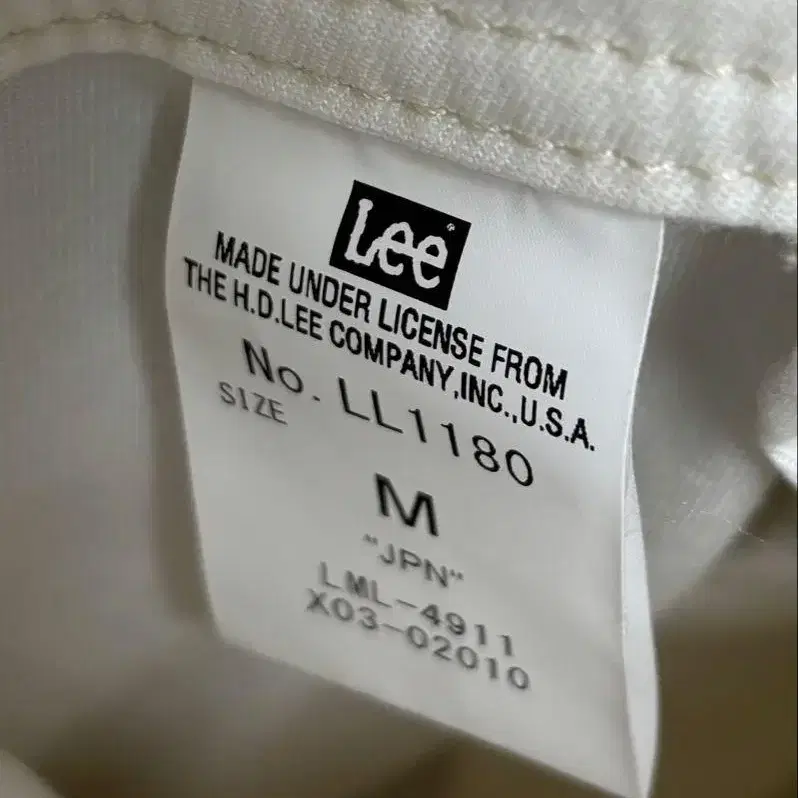 Lee
MADE UNDER LICENSE FROM
THE H.D.LEE COMPANY,INC.,U.S.A.
No. LL1180
SIZE
M
"JPN"
LML-4911
X03-02010